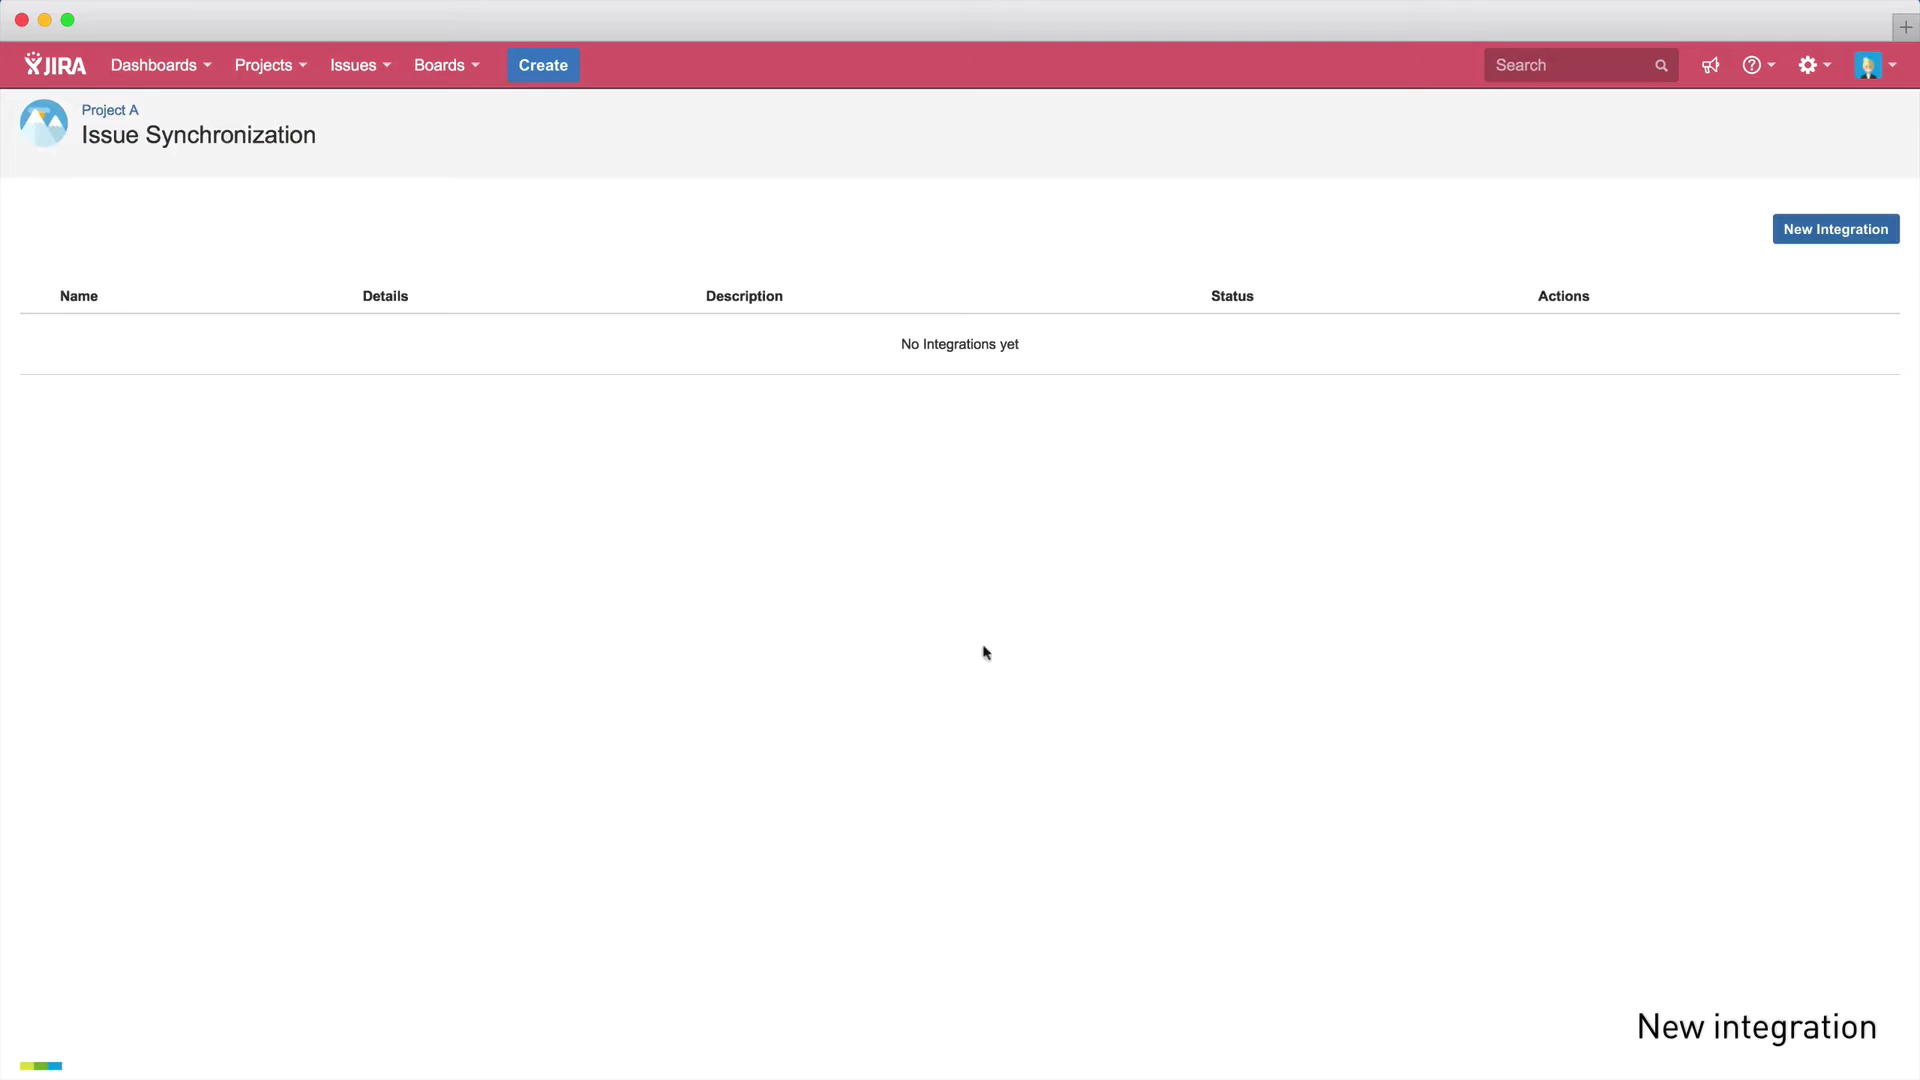 JIRA Dashboards Projects Issues Boards Create Search
Project A
Issue Synchronization
New Integration
Name Details Description Status Actions
No Integrations yet
New integration